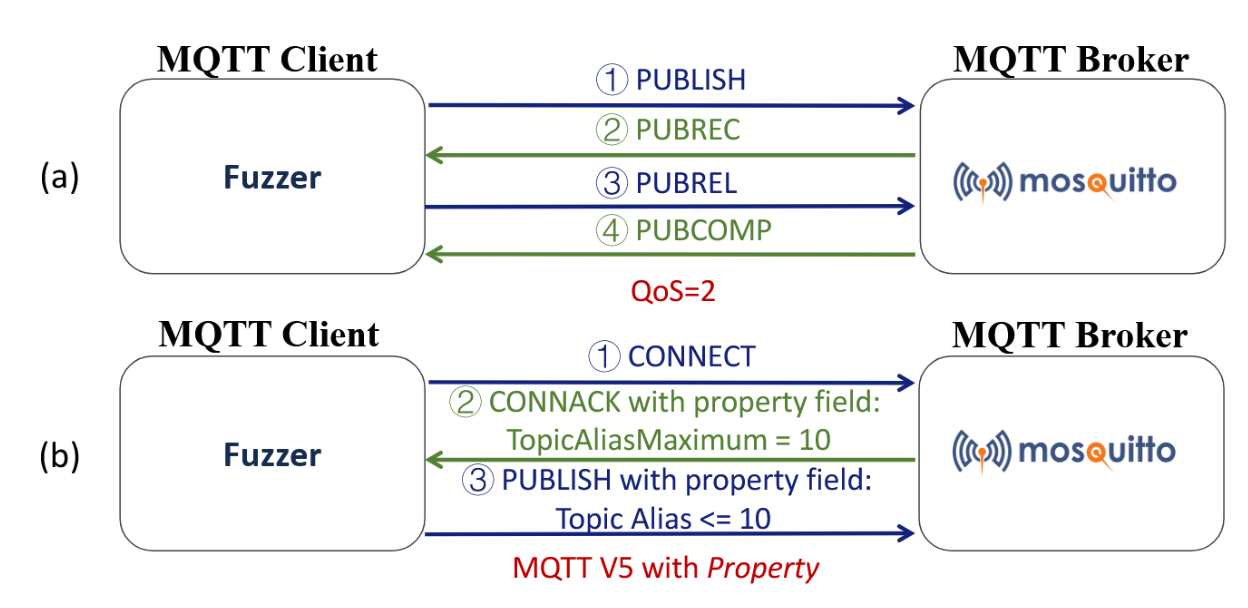 MQTT Client
MQTT Broker
① PUBLISH
② PUBREC
(a)
Fuzzer
③ PUBREL
mosquitto
④ PUBCOMP
QoS=2
MQTT Client
MQTT Broker
① CONNECT
② CONNACK with property field:
TopicAliasMaximum = 10
(b)
Fuzzer
mosquitto
③ PUBLISH with property field:
Topic Alias <= 10
MQTT V5 with Property